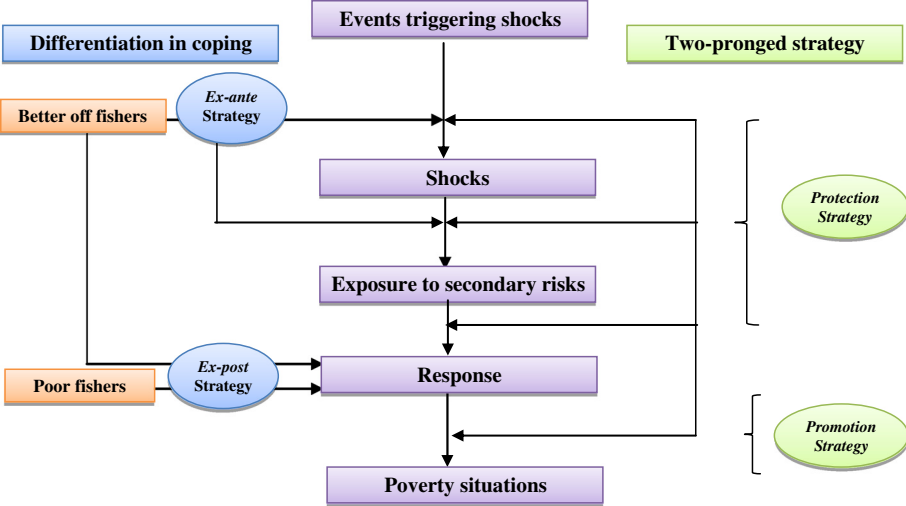 Events triggering shocks
Differentiation in coping
Two-pronged strategy
Ex-ante
Strategy
Better off fishers
Shocks
Protection
Strategy
Exposure to secondary risks
Ex-post
Strategy
Response
Poor fishers
Promotion
Strategy
Poverty situations